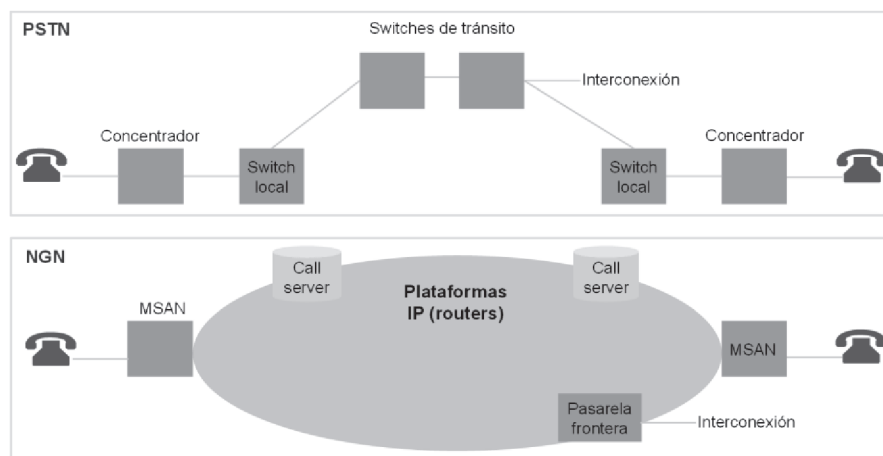 PSTN
Switches de tránsito
Interconexión
Concentrador
Concentrador
Switch
local
Switch
local
NGN
Call
server
Call
server
Plataformas
IP (routers)
MSAN
MSAN
Pasarela
frontera
Interconexión